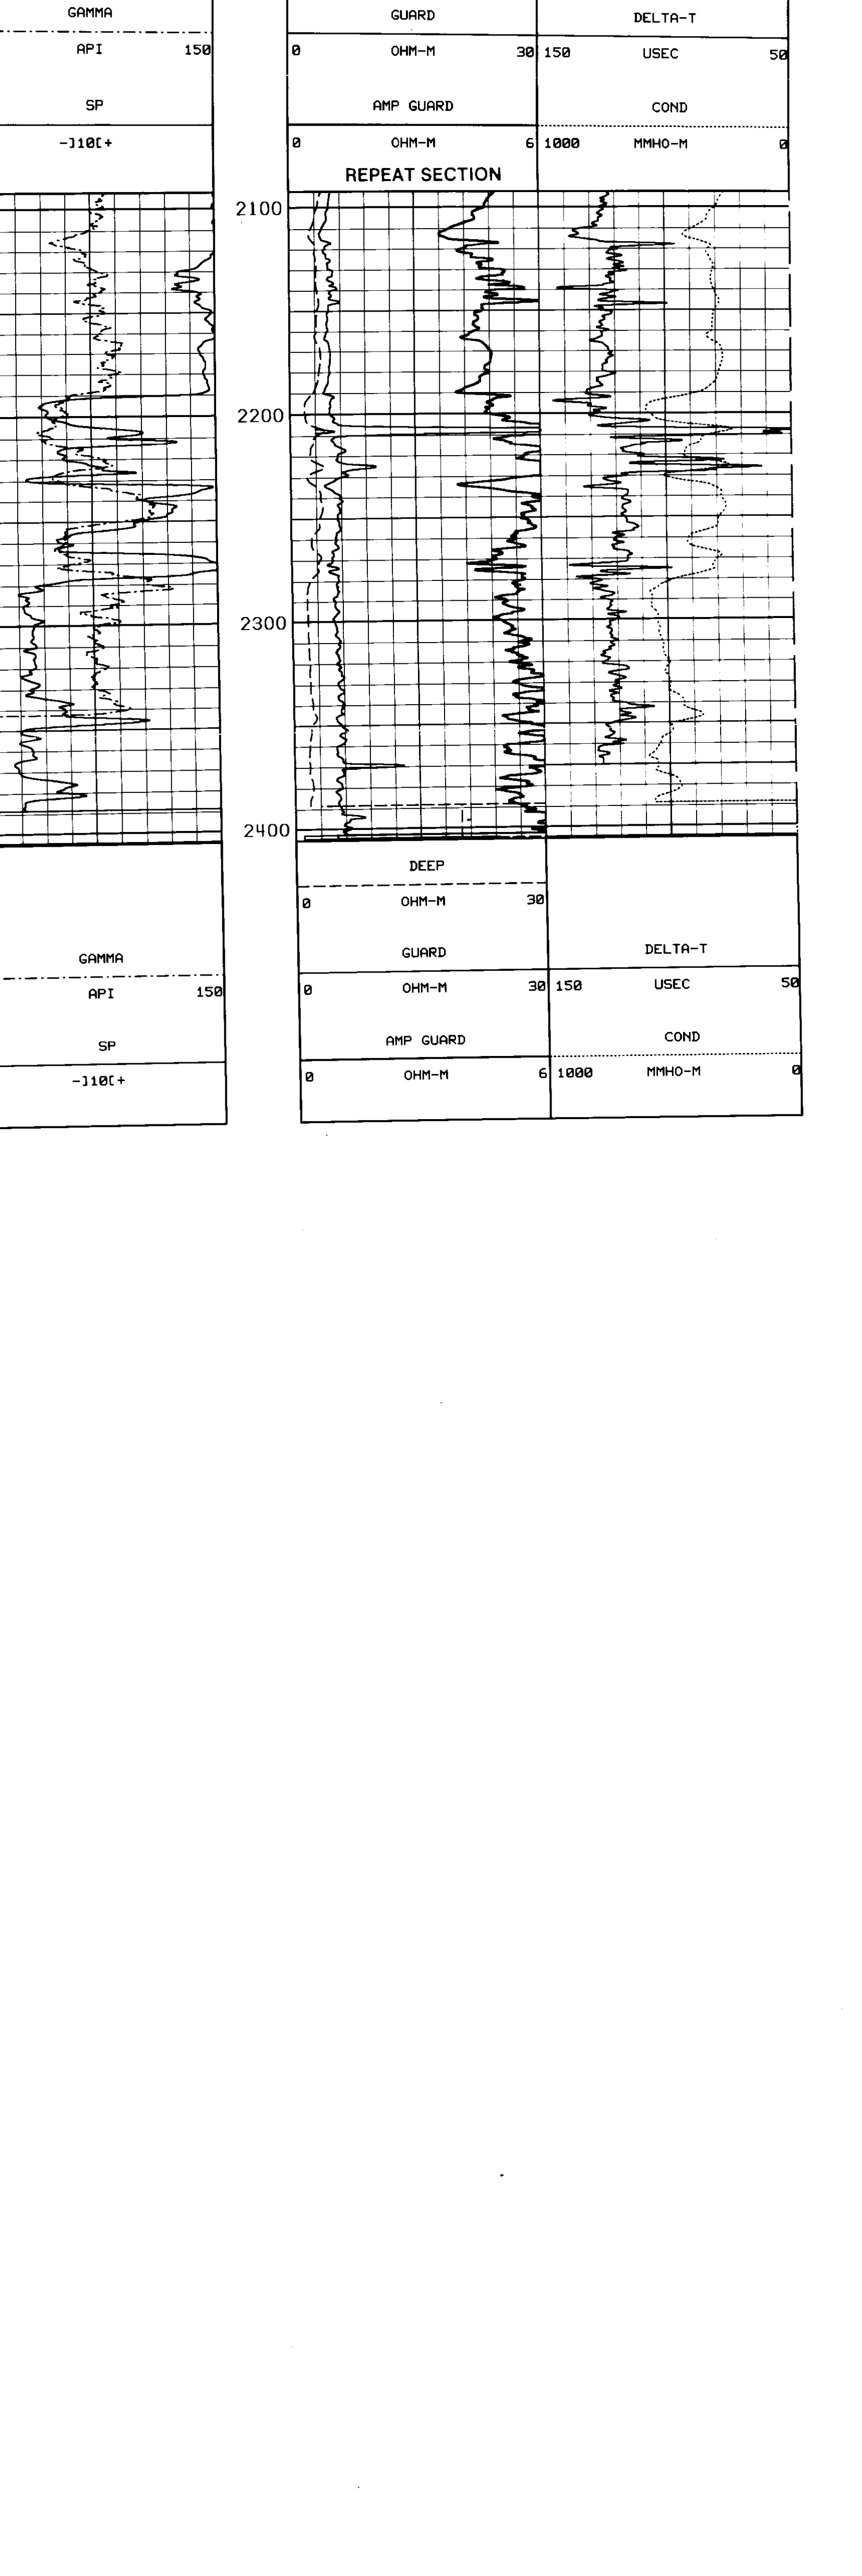 GAMMA GUARD DELTA-T
API 150 0 OHM-M 30 150 USEC 50
SP AMP GUARD COND
-]10[+ 0 OHM-M 6 1000 MMHO-M 0
REPEAT SECTION
2100
2200
2300
2400
DEEP
0 OHM-M 30
GAMMA GUARD DELTA-T
API 150 0 OHM-M 30 150 USEC 50
SP AMP GUARD COND
-]10[+ 0 OHM-M 6 1000 MMHO-M 0